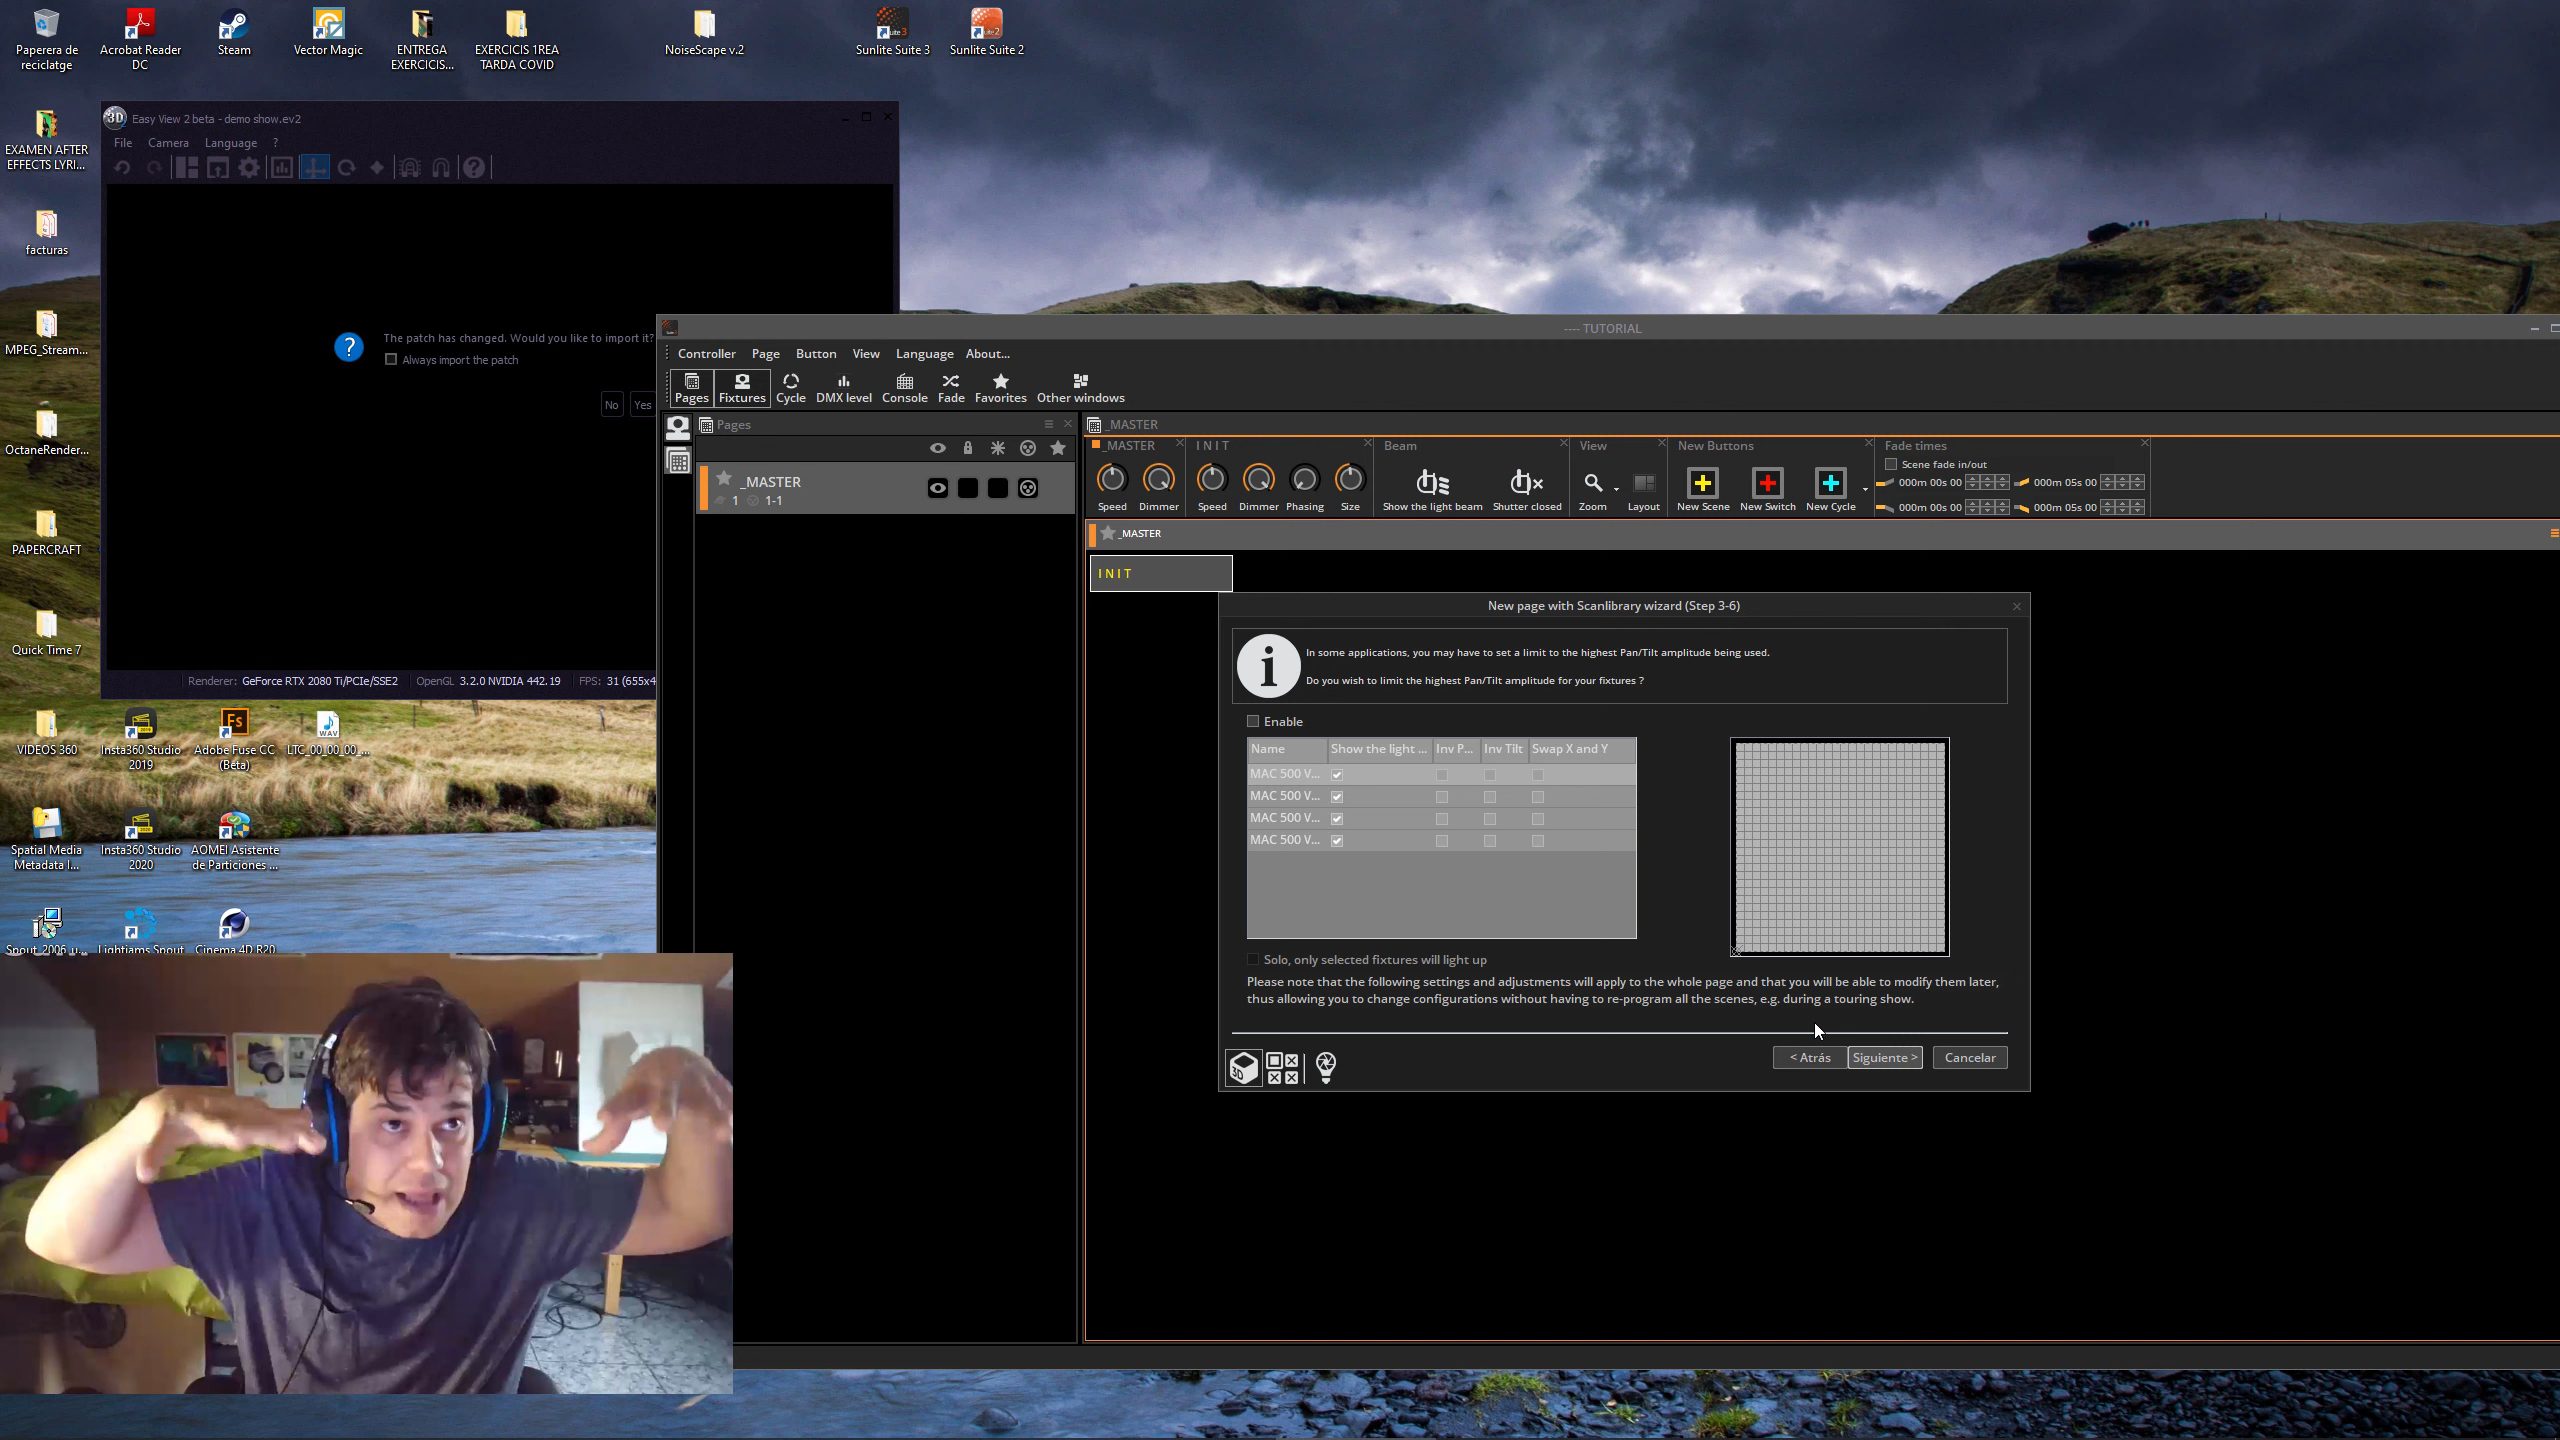 Paperera de
reciclatge
Acrobat Reader
DC
Steam
Vector Magic
ENTREGA
EXERCICIS...
EXERCICIS 1REA
TARDA COVID
NoiseScape v.2
Sunlite Suite 3
Sunlite Suite 2
EXAMEN AFTER
EFFECTS LYRI...
facturas
MPEG_Stream...
OctaneRender...
PAPERCRAFT
Quick Time 7
VIDEOS 360
Insta360 Studio
2019
Adobe Fuse CC
(Beta)
LTC_00_00_00_...
Spatial Media
Metadata I...
Insta360 Studio
2020
AOMEI Asistente
de Particiones ...
Spout_2006_u...
Lightjams Spout
Cinema 4D R20
3D
Easy View 2 beta - demo show.ev2
File Camera Language ?
The patch has changed. Would you like to import it?
Always import the patch
No Yes
Renderer: GeForce RTX 2080 Ti/PCIe/SSE2 OpenGL 3.2.0 NVIDIA 442.19 FPS: 31 (655x4
---- TUTORIAL
Controller Page Button View Language About...
Pages Fixtures Cycle DMX level Console Fade Favorites Other windows
Pages
_MASTER
1 1-1
_MASTER
_MASTER
Speed Dimmer
I N I T
Speed Dimmer Phasing Size
Beam
Show the light beam Shutter closed
View
Zoom Layout
New Buttons
New Scene New Switch New Cycle
Fade times
Scene fade in/out
000m 00s 00 000m 05s 00
000m 00s 00 000m 05s 00
_MASTER
I N I T
New page with Scanlibrary wizard (Step 3-6)
In some applications, you may have to set a limit to the highest Pan/Tilt amplitude being used.
Do you wish to limit the highest Pan/Tilt amplitude for your fixtures ?
Enable
Name Show the light ... Inv P... Inv Tilt Swap X and Y
MAC 500 V...
MAC 500 V...
MAC 500 V...
MAC 500 V...
Solo, only selected fixtures will light up
Please note that the following settings and adjustments will apply to the whole page and that you will be able to modify them later,
thus allowing you to change configurations without having to re-program all the scenes, e.g. during a touring show.
3D
< Atrás Siguiente > Cancelar